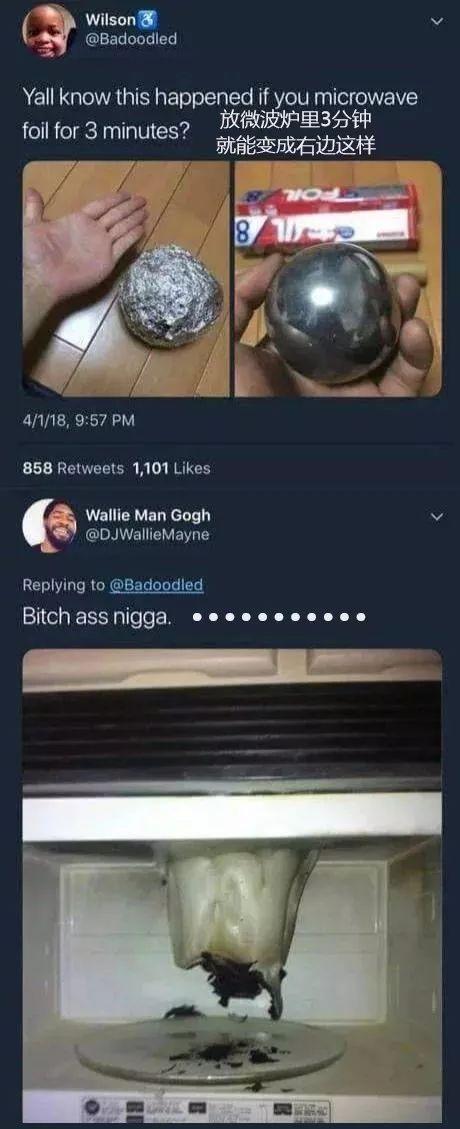 Wilson♿
@Badoodled
Yall know this happened if you microwave
foil for 3 minutes?
放微波炉里3分钟
就能变成右边这样
FOIL
8
4/1/18, 9:57 PM
858 Retweets 1,101 Likes
Wallie Man Gogh
@DJWallieMayne
Replying to @Badoodled
Bitch ass nigga. ● ● ● ● ● ● ● ● ● ● ●